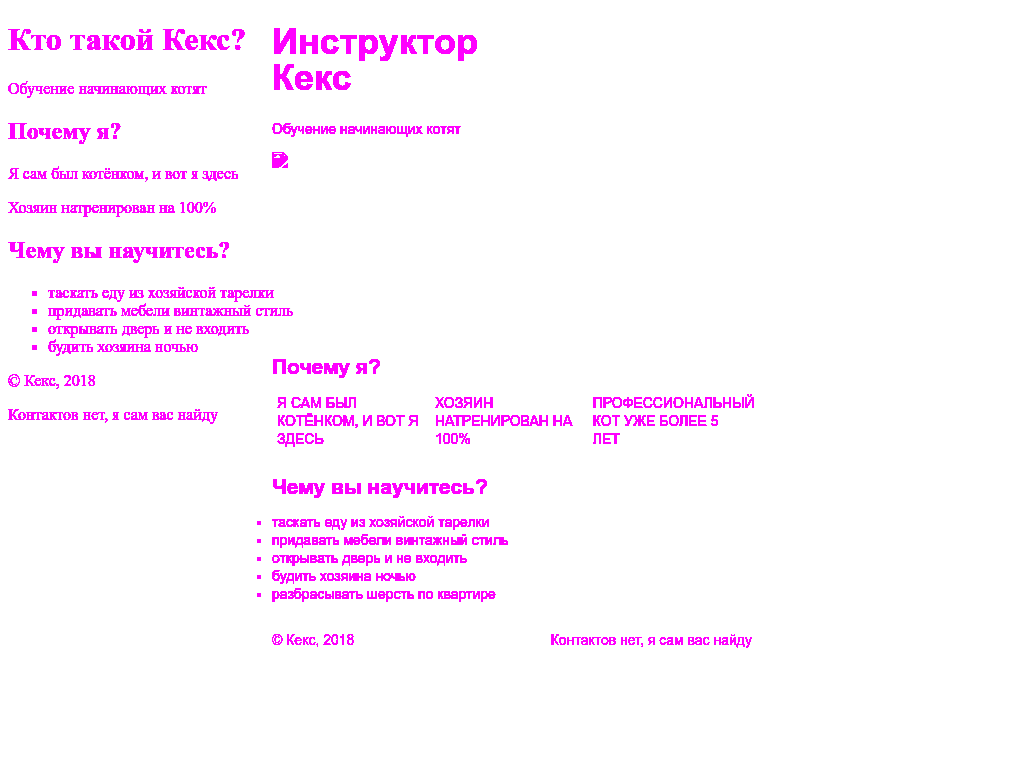 Кто такой Кекс?
Обучение начинающих котят
Почему я?
Я сам был котёнком, и вот я здесь
Хозяин натренирован на 100%
Чему вы научитесь?
таскать еду из хозяйской тарелки
придавать мебели винтажный стиль
открывать дверь и не входить
будить хозяина ночью
© Кекс, 2018
Контактов нет, я сам вас найду
Инструктор
Кекс
Обучение начинающих котят
Почему я?
Я САМ БЫЛ
КОТЁНКОМ, И ВОТ Я
ЗДЕСЬ
ХОЗЯИН
НАТРЕНИРОВАН НА
100%
ПРОФЕССИОНАЛЬНЫЙ
КОТ УЖЕ БОЛЕЕ 5
ЛЕТ
Чему вы научитесь?
таскать еду из хозяйской тарелки
придавать мебели винтажный стиль
открывать дверь и не входить
будить хозяина ночью
разбрасывать шерсть по квартире
© Кекс, 2018
Контактов нет, я сам вас найду